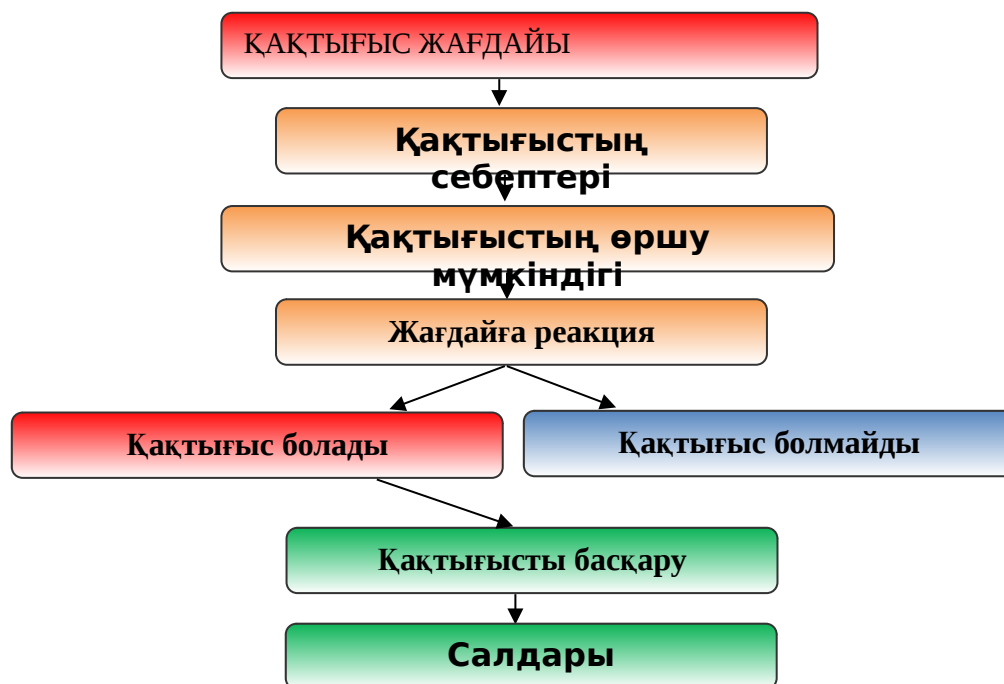 ҚАҚТЫҒЫС ЖАҒДАЙЫ
Қақтығыстың
себептері
Қақтығыстың өршу
мүмкіндігі
Жағдайға реакция
Қақтығыс болады
Қақтығыс болмайды
Қақтығысты басқару
Салдары